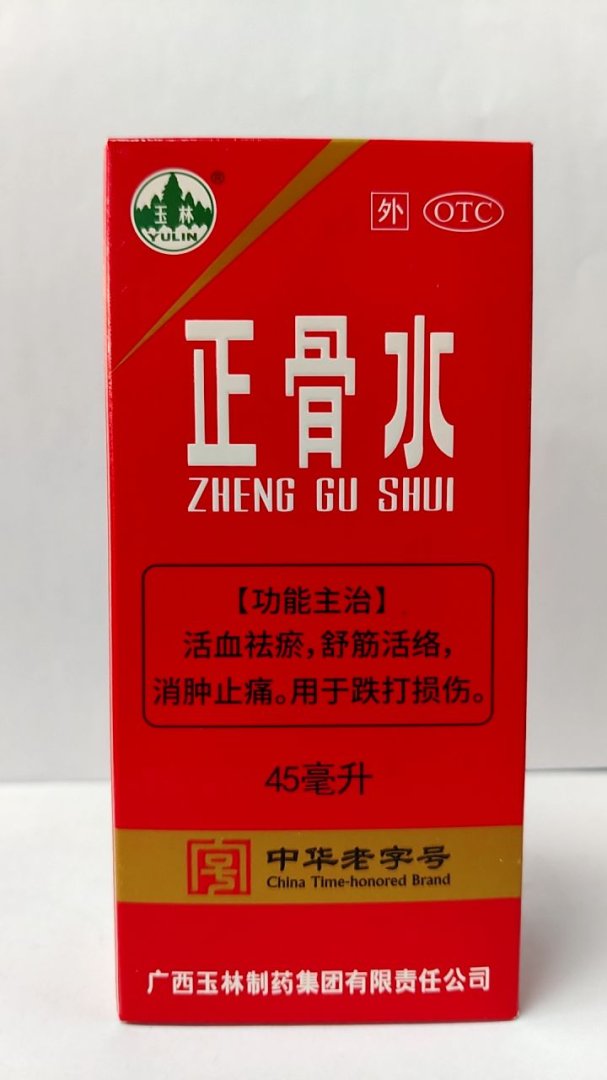 玉林
YULIN
®
外 OTC
正骨水
ZHENG GU SHUI
【功能主治】
活血祛瘀，舒筋活络，
消肿止痛。用于跌打损伤。
45毫升
中华老字号
China Time-honored Brand
广西玉林制药集团有限责任公司